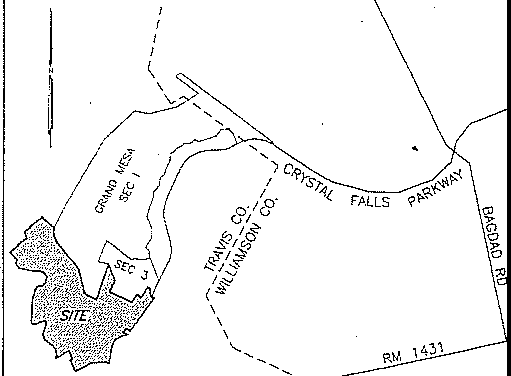 N
GRAND MESA
SEC 1
SEC 3
SITE
CRYSTAL FALLS PARKWAY
TRAVIS CO.
WILLIAMSON CO.
BAGDAD RD
RM 1431